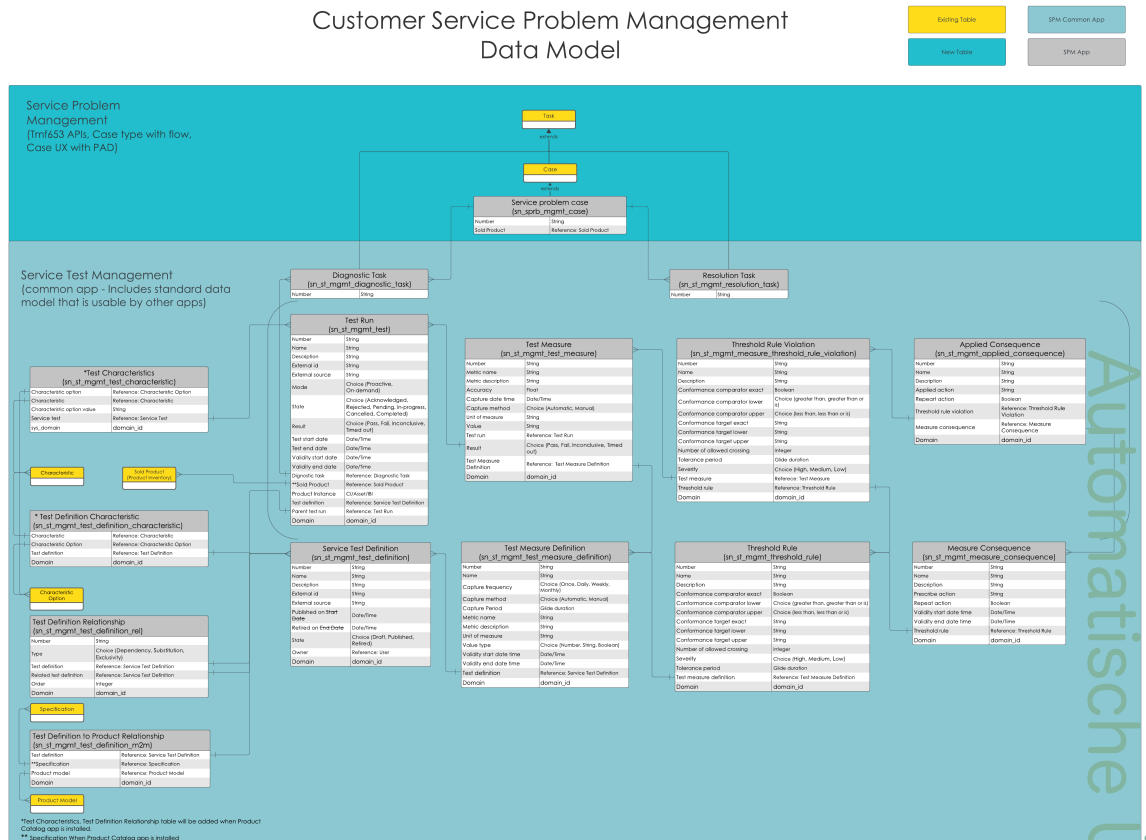 Customer Service Problem Management
Data Model
Existing Table
SPM Common App
New Table
SPM App
Service Problem
Management
(Tmf653 APIs, Case type with flow,
Case UX with PAD)
Task
extends
Case
extends
Service problem case
(sn_sprb_mgmt_case)
Number String
Sold Product Reference: Sold Product
Service Test Management
(common app - Includes standard data
model that is usable by other apps)
Diagnostic Task
(sn_st_mgmt_diagnostic_task)
Number String
Resolution Task
(sn_st_mgmt_resolution_task)
Number String
Test Run
(sn_st_mgmt_test)
Number String
Name String
Description String
External id String
External source String
Mode Choice (Proactive,
On-demand)
State Choice (Acknowledged,
Rejected, Pending, In-progress,
Cancelled, Completed)
Result Choice (Pass, Fail, Inconclusive,
Timed out)
Test start date Date/Time
Test end date Date/Time
Validity start date Date/Time
Validity end date Date/Time
Dignostic task Reference: Diagnostic Task
**Sold Product Reference: Sold Product
Product Instance CI/Asset/IBI
Test definition Reference: Service Test Definition
Parent test run Reference: Test Run
Domain domain_id
Test Measure
(sn_st_mgmt_test_measure)
Number String
Metric name String
Metric description String
Accuracy Float
Capture date time Date/Time
Capture method Choice (Automatic, Manual)
Unit of measure String
Value String
Test run Reference: Test Run
Result Choice (Pass, Fail, Inconclusive, Timed
out)
Test Measure
Definition Reference: Test Measure Definition
Domain domain_id
Threshold Rule Violation
(sn_st_mgmt_measure_threshold_rule_violation)
Number String
Name String
Description String
Conformance comparator exact Boolean
Conformance comparator lower Choice (greater than, greater than or
is)
Conformance comparator upper Choice (less than, less than or is)
Conformance target exact String
Conformance target lower String
Conformance target upper String
Number of allowed crossing Integer
Tolerance period Glide duration
Severity Choice (High, Medium, Low)
Test measure Reference: Test Measure
Threshold rule Reference: Threshold Rule
Domain domain_id
Applied Consequence
(sn_st_mgmt_applied_consequence)
Number String
Name String
Description String
Applied action String
Repeart action Boolean
Threshold rule violation Reference: Threshold Rule
Violation
Measure consequence Reference: Measure
Consequence
Domain domain_id
*Test Characteristics
(sn_st_mgmt_test_characteristic)
Characteristic option Reference: Characteristic Option
Characteristic Reference: Characteristic
Characteristic option value String
Service test Reference: Service Test
sys_domain domain_id
Characteristic
Sold Product
(Product Inventory)
* Test Definition Characteristic
(sn_st_mgmt_test_definition_characteristic)
Characteristic Reference: Characteristic
Characteristic Option Reference: Characteristic Option
Test definition Reference: Test Definition
Domain domain_id
Characteristic
Option
Service Test Definition
(sn_st_mgmt_test_definition)
Number String
Name String
Description String
External id String
External source String
Published on Start
Date Date/Time
Retired on End Date Date/Time
State Choice (Draft, Published,
Retired)
Owner Reference: User
Domain domain_id
Test Measure Definition
(sn_st_mgmt_test_measure_definition)
Number String
Name String
Capture frequency Choice (Once, Daily, Weekly,
Monthly)
Capture method Choice (Automatic, Manual)
Capture Period Glide duration
Metric name String
Metric description String
Unit of measure String
Value type Choice (Number, String, Boolean)
Validity start date time Date/Time
Validity end date time Date/Time
Test definition Reference: Service Test Definition
Domain domain_id
Threshold Rule
(sn_st_mgmt_threshold_rule)
Number String
Name String
Description String
Conformance comparator exact Boolean
Conformance comparator lower Choice (greater than, greater than or is)
Conformance comparator upper Choice (less than, less than or is)
Conformance target exact String
Conformance target lower String
Conformance target upper String
Number of allowed crossing Integer
Severity Choice (High, Medium, Low)
Tolerance period Glide duration
Test measure definition Reference: Test Measure Definition
Domain domain_id
Measure Consequence
(sn_st_mgmt_measure_consequence)
Number String
Name String
Description String
Prescribe action String
Repeat action Boolean
Validity start date time Date/Time
Validity end date time Date/Time
Threshold rule Reference: Threshold Rule
Domain domain_id
Test Definition Relationship
(sn_st_mgmt_test_definition_rel)
Number String
Type Choice (Dependency, Substitution,
Exclusivity)
Test definition Reference: Service Test Definition
Related test definition Reference: Service Test Definition
Order Integer
Domain domain_id
Specification
Test Definition to Product Relationship
(sn_st_mgmt_test_definition_m2m)
Test definition Reference: Service Test Definition
**Specification Reference: Specification
Product model Reference: Product Model
Domain domain_id
Product Model
*Test Characteristics, Test Definition Relationship table will be added when Product
Catalog app is installed.
** Specification When Product Catalog app is installed
Automatische